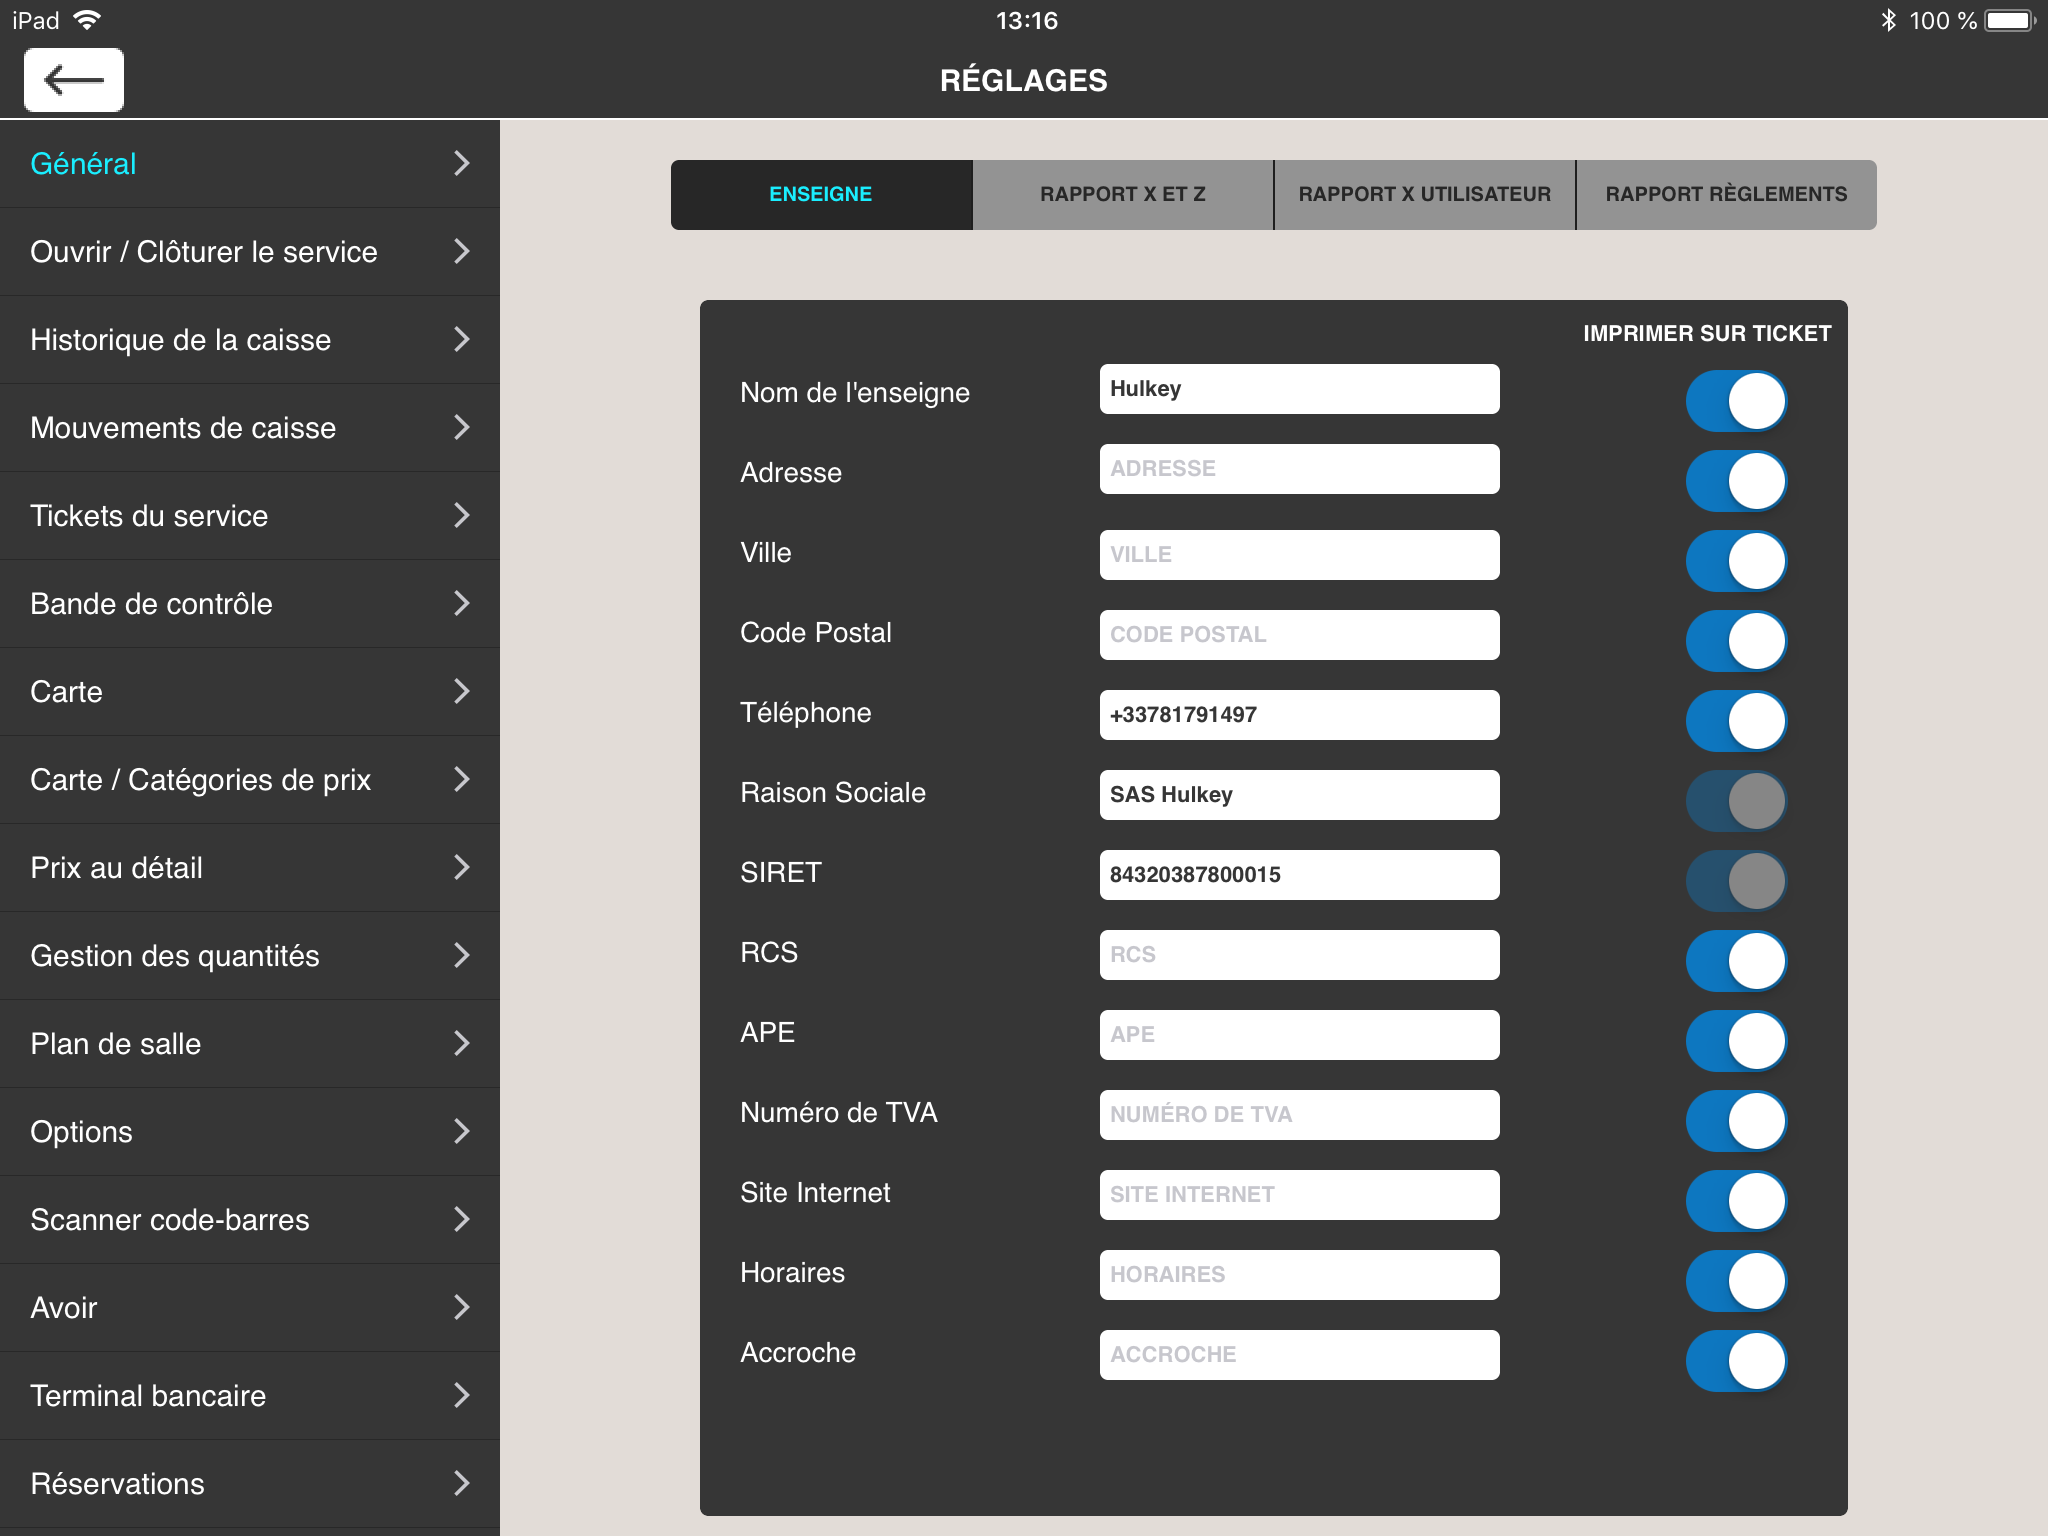 iPad 13:16 100 %
RÉGLAGES
Général
Ouvrir / Clôturer le service
Historique de la caisse
Mouvements de caisse
Tickets du service
Bande de contrôle
Carte
Carte / Catégories de prix
Prix au détail
Gestion des quantités
Plan de salle
Options
Scanner code-barres
Avoir
Terminal bancaire
Réservations
ENSEIGNE RAPPORT X ET Z RAPPORT X UTILISATEUR RAPPORT RÈGLEMENTS
IMPRIMER SUR TICKET
Nom de l'enseigne Hulkey
Adresse ADRESSE
Ville VILLE
Code Postal CODE POSTAL
Téléphone +33781791497
Raison Sociale SAS Hulkey
SIRET 84320387800015
RCS RCS
APE APE
Numéro de TVA NUMÉRO DE TVA
Site Internet SITE INTERNET
Horaires HORAIRES
Accroche ACCROCHE